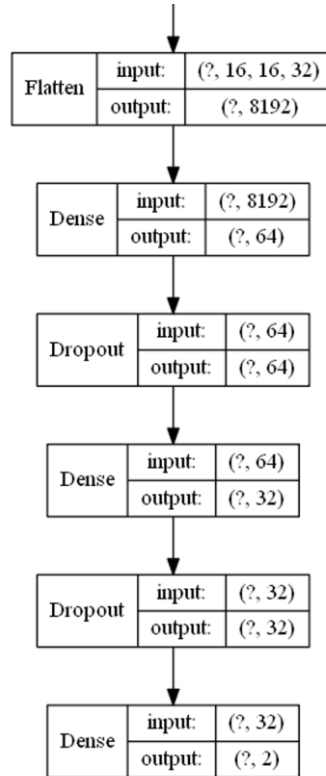 Flatten input: (?, 16, 16, 32)
output: (?, 8192)
Dense input: (?, 8192)
output: (?, 64)
Dropout input: (?, 64)
output: (?, 64)
Dense input: (?, 64)
output: (?, 32)
Dropout input: (?, 32)
output: (?, 32)
Dense input: (?, 32)
output: (?, 2)